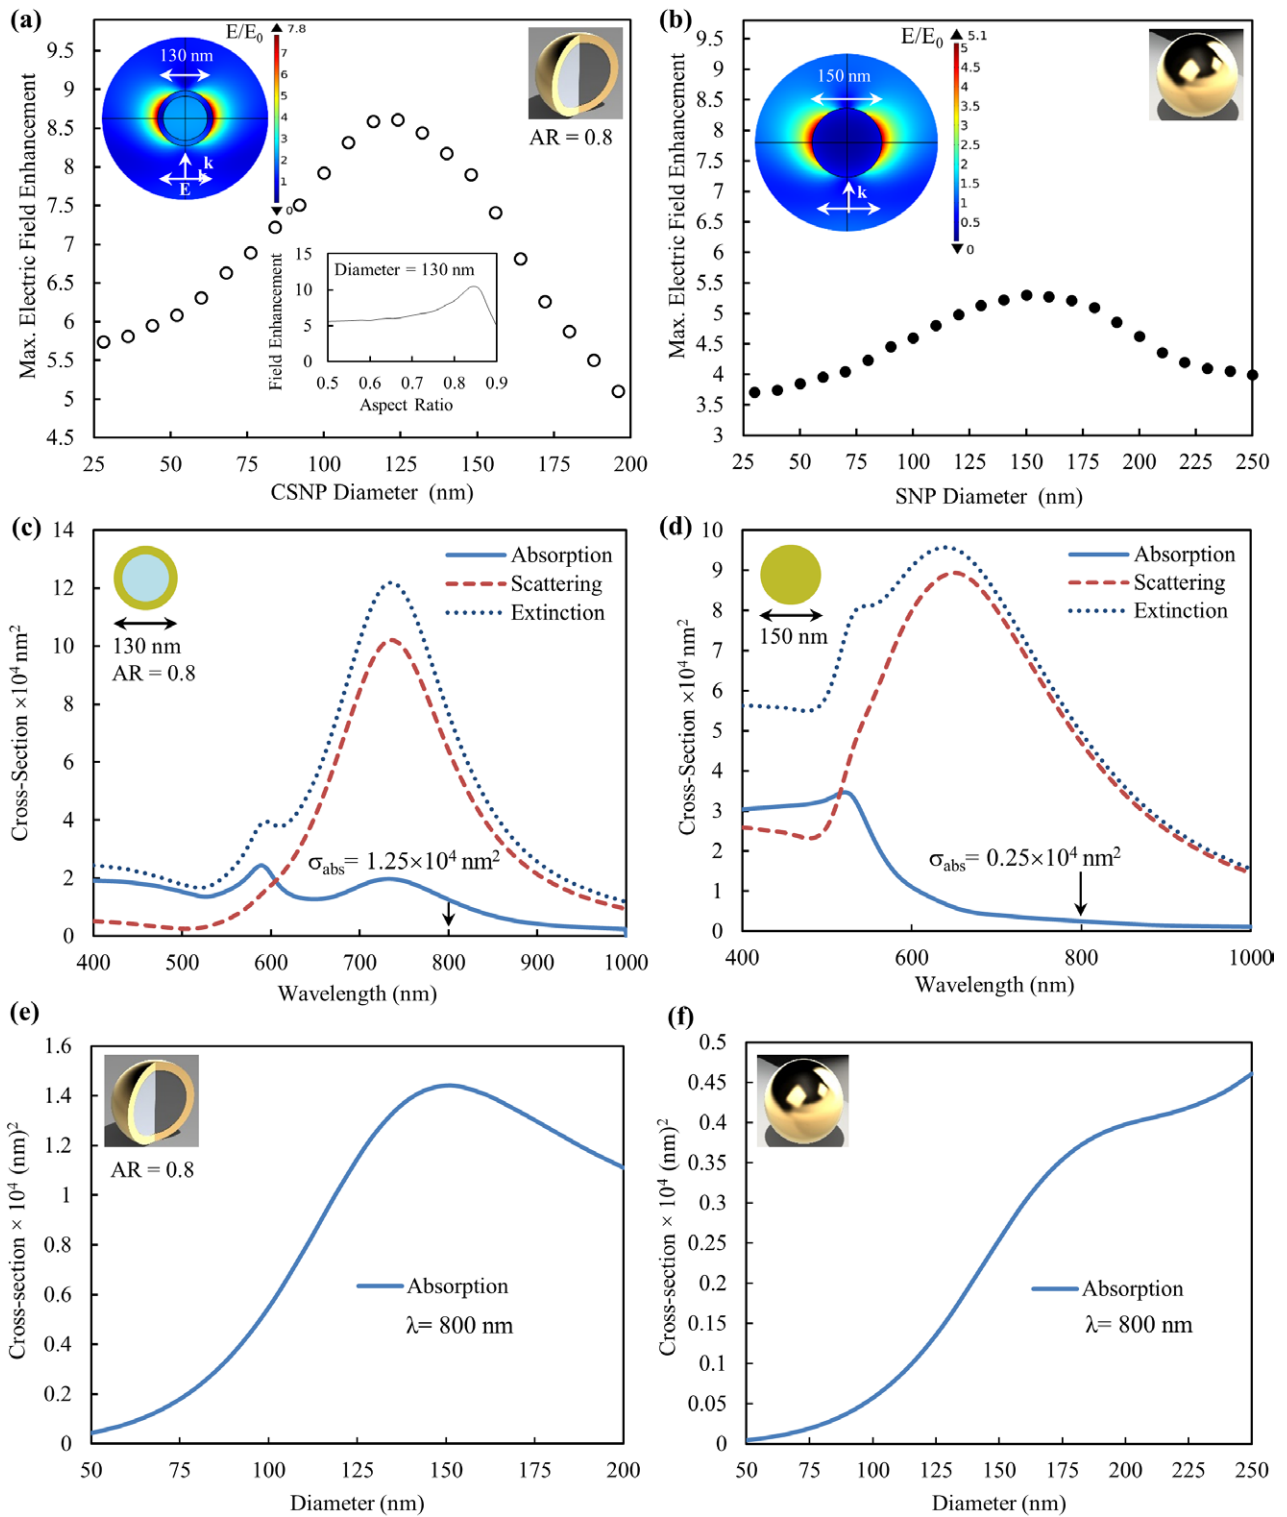 (a)
Max. Electric Field Enhancement
9.5
9
8.5
8
7.5
7
6.5
6
5.5
5
4.5
25 50 75 100 125 150 175 200
CSNP Diameter (nm)
130 nm
E/E0
7.8
7
6
5
4
3
2
1
0
k
E
AR = 0.8
Field Enhancement
15
10
5
0
Diameter = 130 nm
0.5 0.6 0.7 0.8 0.9
Aspect Ratio
(b)
Max. Electric Field Enhancement
9.5
9
8.5
8
7.5
7
6.5
6
5.5
5
4.5
4
3.5
3
25 50 75 100 125 150 175 200 225 250
SNP Diameter (nm)
150 nm
E/E0
5.1
5
4.5
4
3.5
3
2.5
2
1.5
1
0.5
0
k
(c)
Cross-Section ×10⁴ nm²
14
12
10
8
6
4
2
0
400 500 600 700 800 900 1000
Wavelength (nm)
130 nm
AR = 0.8
Absorption
Scattering
Extinction
σabs= 1.25×10⁴ nm²
(d)
Cross-Section ×10⁴ nm²
10
9
8
7
6
5
4
3
2
1
0
400 600 800 1000
Wavelength (nm)
150 nm
Absorption
Scattering
Extinction
σabs= 0.25×10⁴ nm²
(e)
Cross-section × 10⁴ (nm)²
1.6
1.4
1.2
1
0.8
0.6
0.4
0.2
0
50 75 100 125 150 175 200
Diameter (nm)
AR = 0.8
Absorption
λ= 800 nm
(f)
Cross-section × 10⁴ (nm)²
0.5
0.45
0.4
0.35
0.3
0.25
0.2
0.15
0.1
0.05
0
50 75 100 125 150 175 200 225 250
Diameter (nm)
Absorption
λ= 800 nm